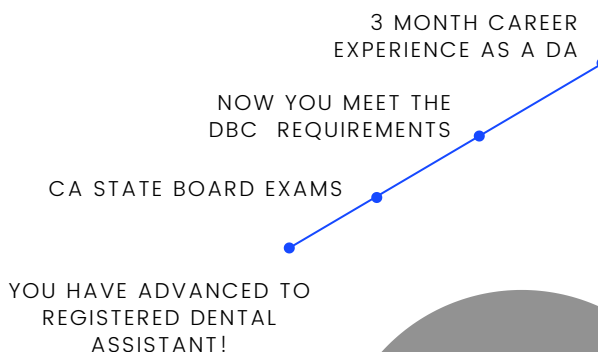 3 MONTH CAREER
EXPERIENCE AS A DA
NOW YOU MEET THE
DBC REQUIREMENTS
CA STATE BOARD EXAMS
YOU HAVE ADVANCED TO
REGISTERED DENTAL
ASSISTANT!